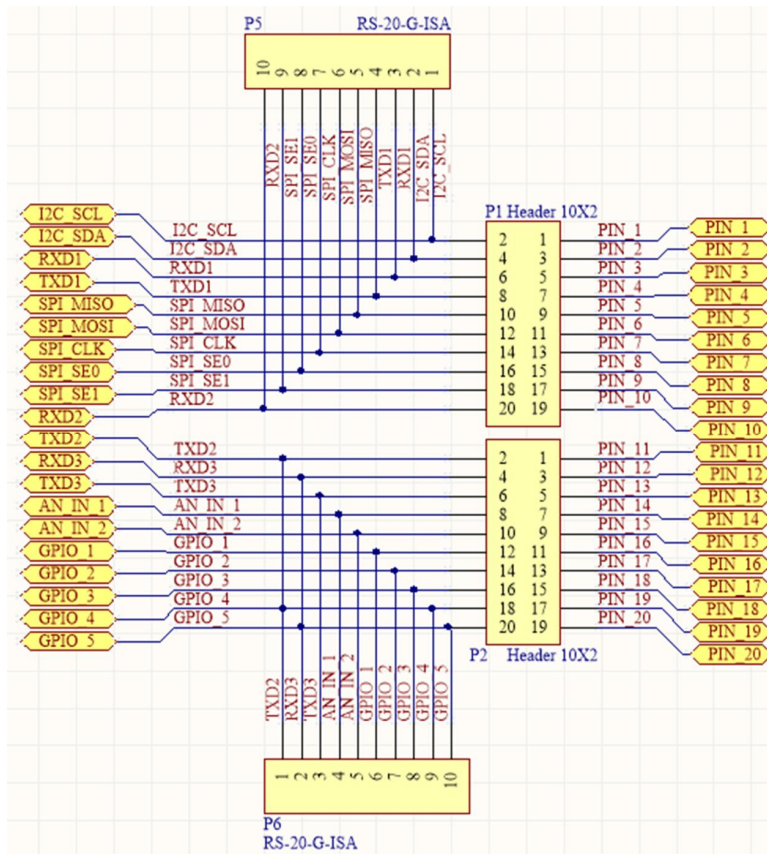 P5 RS-20-G-ISA
10 9 8 7 6 5 4 3 2 1
RXD2
SPI_SE1
SPI_SE0
SPI_CLK
SPI_MOSI
SPI_MISO
TXD1
RXD1
I2C_SDA
I2C_SCL
P1 Header 10X2
I2C_SCL I2C_SCL 2 1 PIN_1 PIN_1
I2C_SDA I2C_SDA 4 3 PIN_2 PIN_2
RXD1 RXD1 6 5 PIN_3 PIN_3
TXD1 TXD1 8 7 PIN_4 PIN_4
SPI_MISO SPI_MISO 10 9 PIN_5 PIN_5
SPI_MOSI SPI_MOSI 12 11 PIN_6 PIN_6
SPI_CLK SPI_CLK 14 13 PIN_7 PIN_7
SPI_SE0 SPI_SE0 16 15 PIN_8 PIN_8
SPI_SE1 SPI_SE1 18 17 PIN_9 PIN_9
RXD2 RXD2 20 19 PIN_10 PIN_10
TXD2 TXD2 2 1 PIN_11 PIN_11
RXD3 RXD3 4 3 PIN_12 PIN_12
TXD3 TXD3 6 5 PIN_13 PIN_13
AN_IN_1 AN_IN_1 8 7 PIN_14 PIN_14
AN_IN_2 AN_IN_2 10 9 PIN_15 PIN_15
GPIO_1 GPIO_1 12 11 PIN_16 PIN_16
GPIO_2 GPIO_2 14 13 PIN_17 PIN_17
GPIO_3 GPIO_3 16 15 PIN_18 PIN_18
GPIO_4 GPIO_4 18 17 PIN_19 PIN_19
GPIO_5 GPIO_5 20 19 PIN_20 PIN_20
P2 Header 10X2
TXD2
RXD3
TXD3
AN_IN_1
AN_IN_2
GPIO_1
GPIO_2
GPIO_3
GPIO_4
GPIO_5
1 2 3 4 5 6 7 8 9 10
P6
RS-20-G-ISA